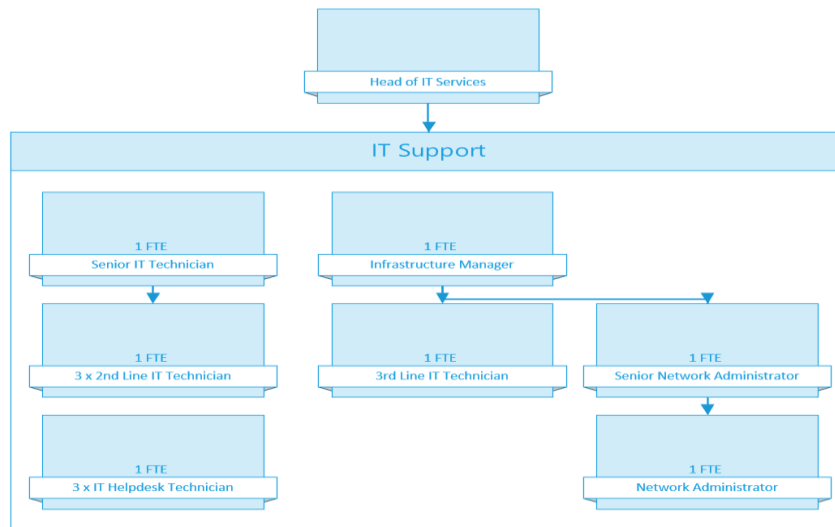 Head of IT Services
IT Support
1 FTE
Senior IT Technician
1 FTE
Infrastructure Manager
1 FTE
3 x 2nd Line IT Technician
1 FTE
3rd Line IT Technician
1 FTE
Senior Network Administrator
1 FTE
3 x IT Helpdesk Technician
1 FTE
Network Administrator